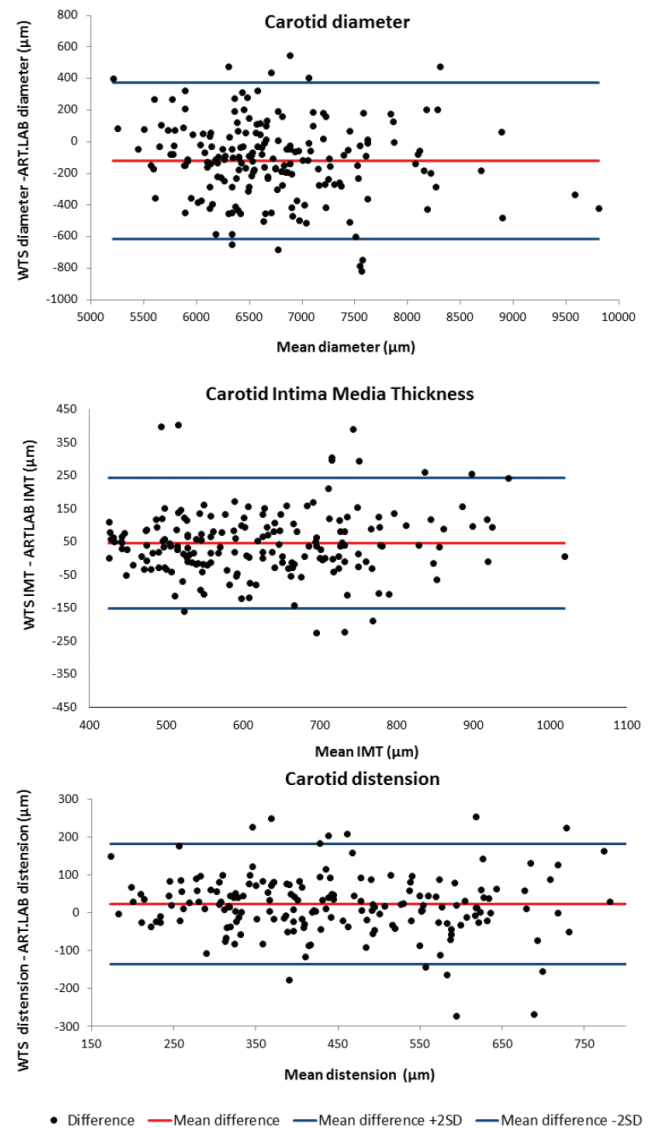 Carotid diameter
WTS diameter -ART.LAB diameter (µm)
800
600
400
200
0
-200
-400
-600
-800
-1000
5000 5500 6000 6500 7000 7500 8000 8500 9000 9500 10000
Mean diameter (µm)
Carotid Intima Media Thickness
WTS IMT - ARTLAB IMT (µm)
450
350
250
150
50
-50
-150
-250
-350
-450
400 500 600 700 800 900 1000 1100
Mean IMT (µm)
Carotid distension
WTS distension - ART.LAB distension (µm)
300
200
100
0
-100
-200
-300
150 250 350 450 550 650 750
Mean distension (µm)
Difference Mean difference Mean difference +2SD Mean difference -2SD